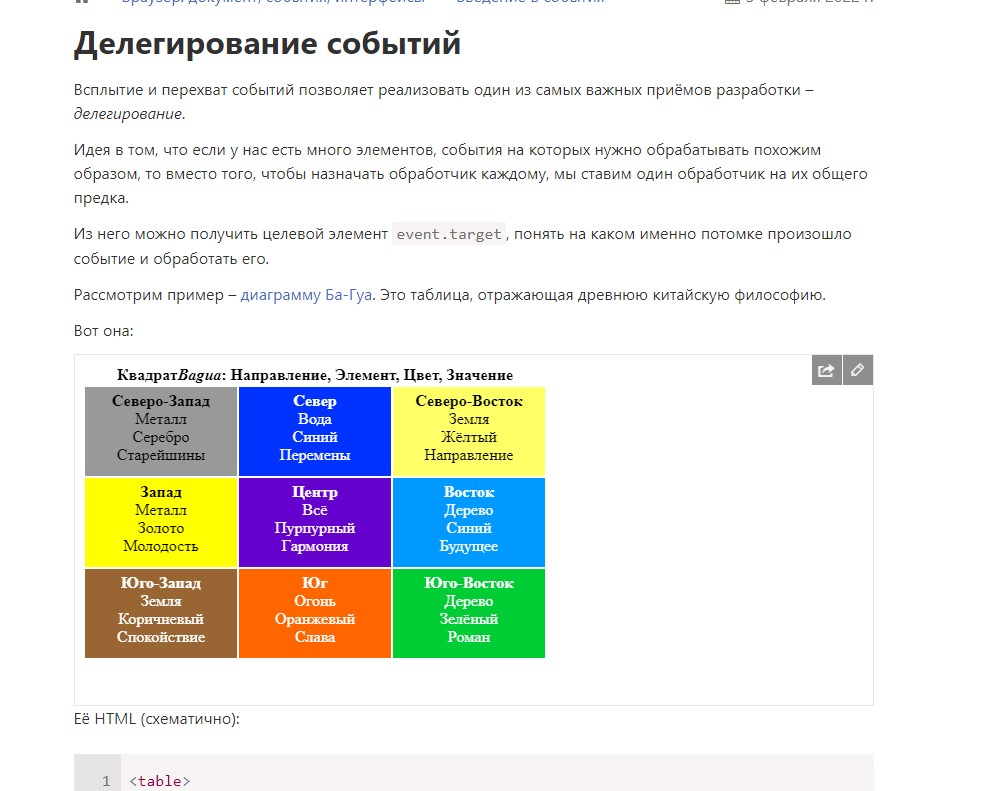 Делегирование событий
Всплытие и перехват событий позволяет реализовать один из самых важных приёмов разработки –
делегирование.
Идея в том, что если у нас есть много элементов, события на которых нужно обрабатывать похожим
образом, то вместо того, чтобы назначать обработчик каждому, мы ставим один обработчик на их общего
предка.
Из него можно получить целевой элемент event.target, понять на каком именно потомке произошло
событие и обработать его.
Рассмотрим пример – диаграмму Ба-Гуа. Это таблица, отражающая древнюю китайскую философию.
Вот она:
КвадратBagua: Направление, Элемент, Цвет, Значение
Северо-Запад
Металл
Серебро
Старейшины
Север
Вода
Синий
Перемены
Северо-Восток
Земля
Жёлтый
Направление
Запад
Металл
Золото
Молодость
Центр
Всё
Пурпурный
Гармония
Восток
Дерево
Синий
Будущее
Юго-Запад
Земля
Коричневый
Спокойствие
Юг
Огонь
Оранжевый
Слава
Юго-Восток
Дерево
Зелёный
Роман
Её HTML (схематично):
1 <table>